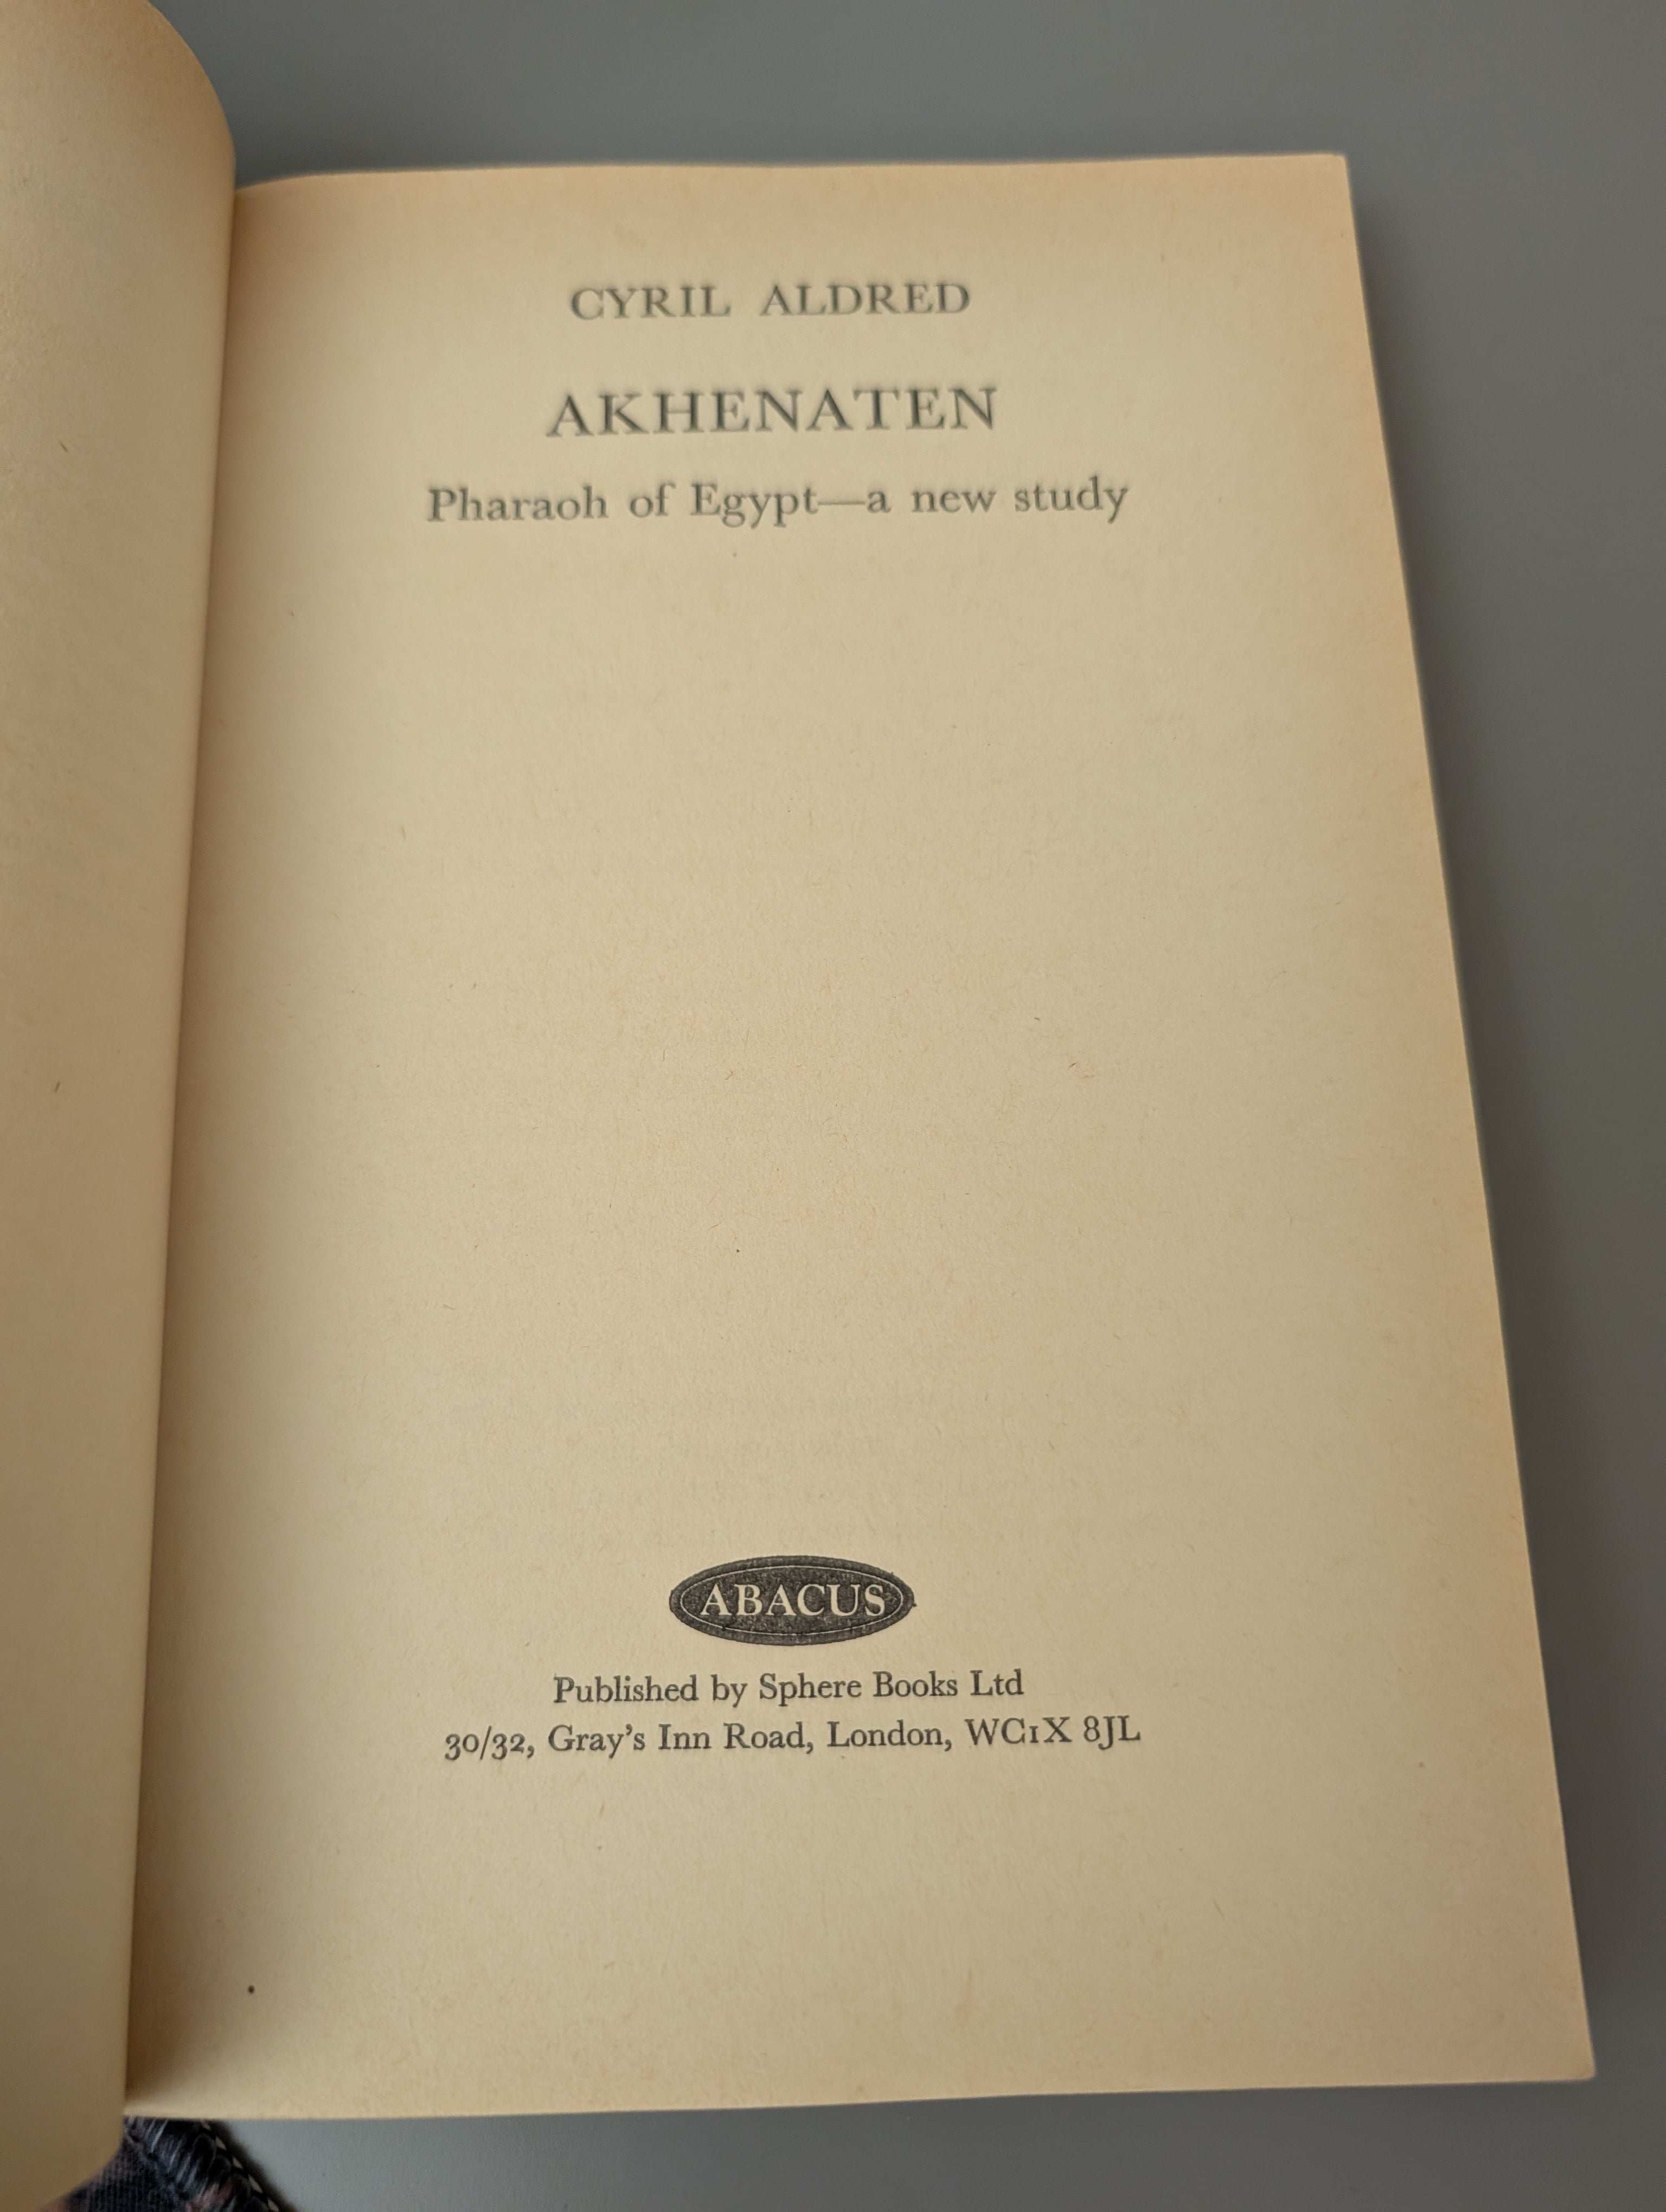 CYRIL ALDRED
AKHENATEN
Pharaoh of Egypt—a new study
ABACUS
Published by Sphere Books Ltd
30/32, Gray's Inn Road, London, WC1X 8JL